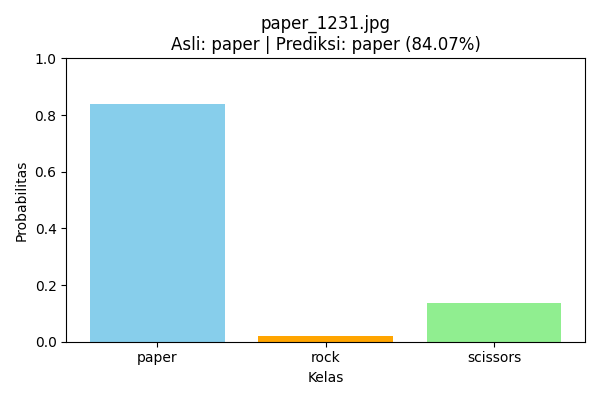 paper_1231.jpg
Asli: paper | Prediksi: paper (84.07%)
1.0
0.8
0.6
0.4
0.2
0.0
Probabilitas
paper rock scissors
Kelas